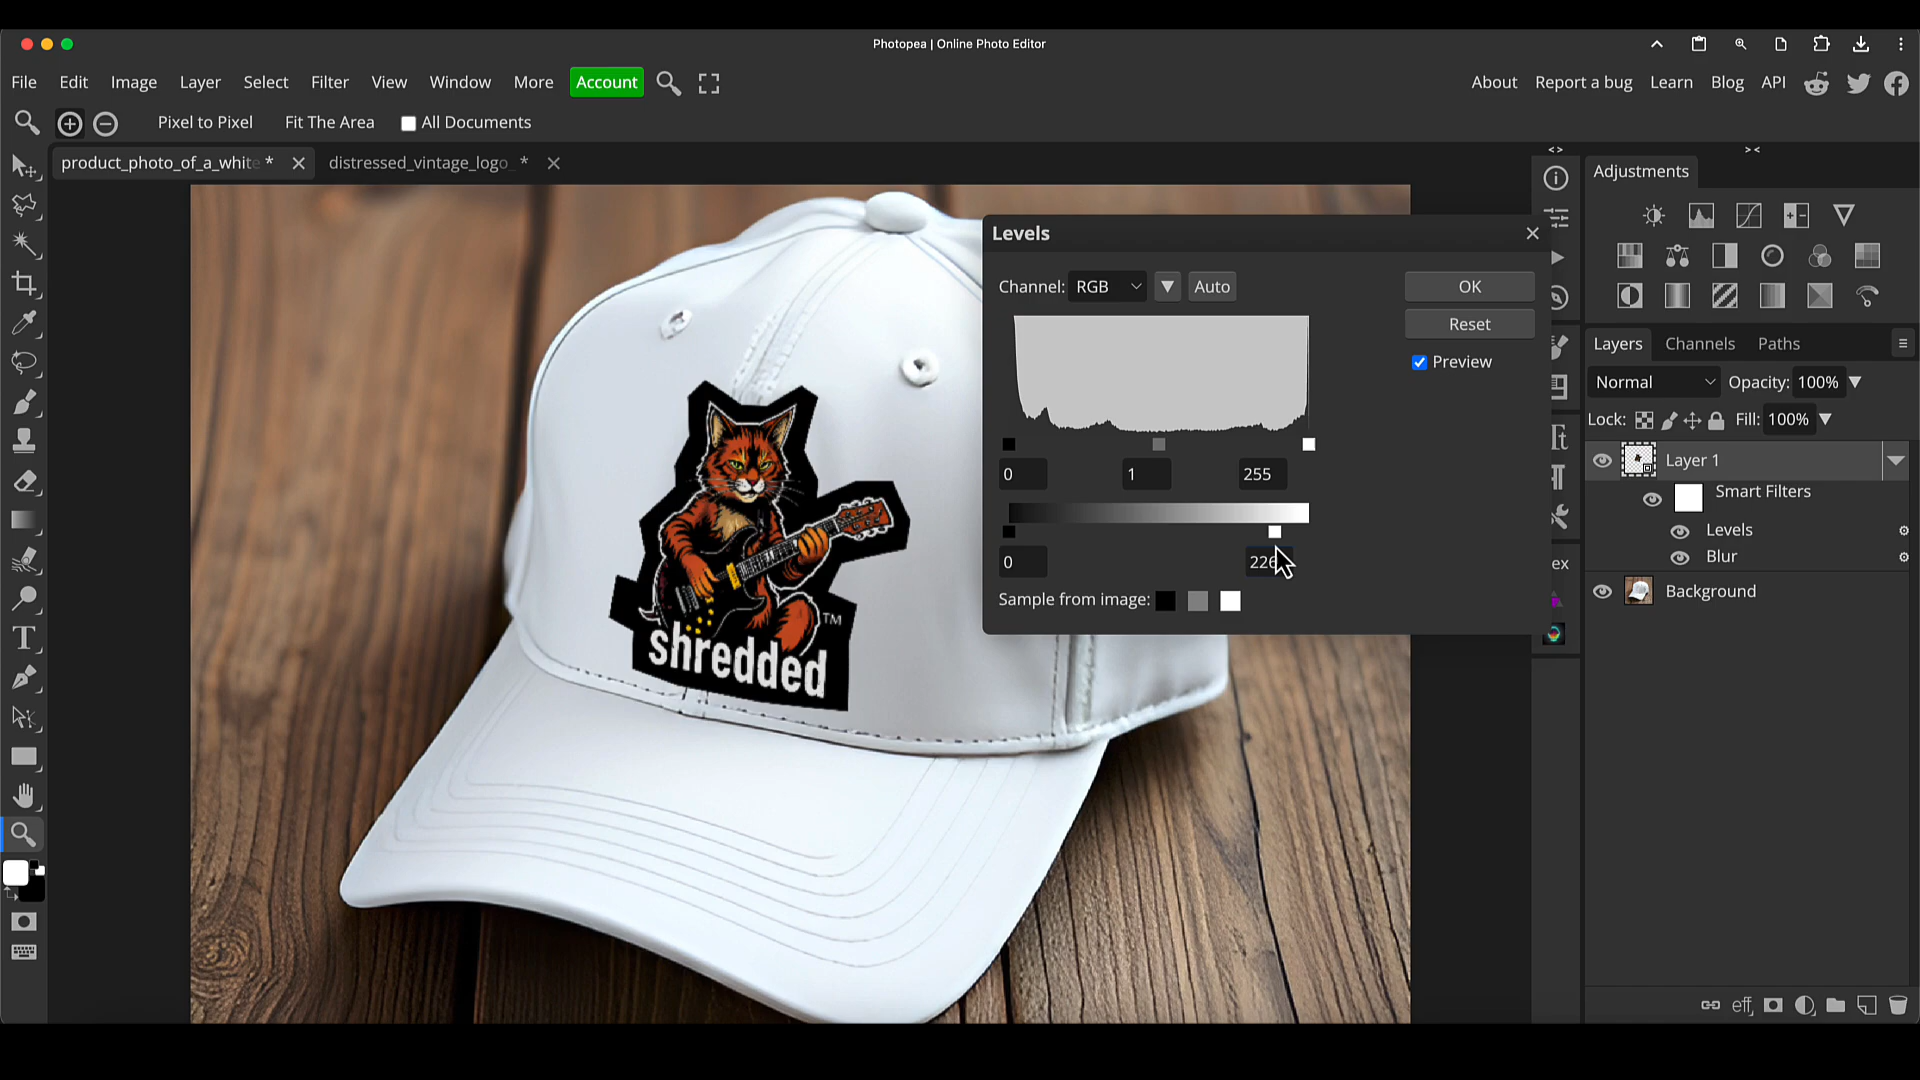 Photopea | Online Photo Editor
File Edit Image Layer Select Filter View Window More Account
About Report a bug Learn Blog API
Pixel to Pixel Fit The Area All Documents
product_photo_of_a_white * distressed_vintage_logo_ *
Adjustments
Levels
Channel: RGB Auto OK
Reset
Preview
Layers Channels Paths
Normal Opacity: 100%
Lock: Fill: 100%
0 1 255
Layer 1
Smart Filters
Levels
Blur
0 226
Background
Sample from image:
TM
shredded
eff